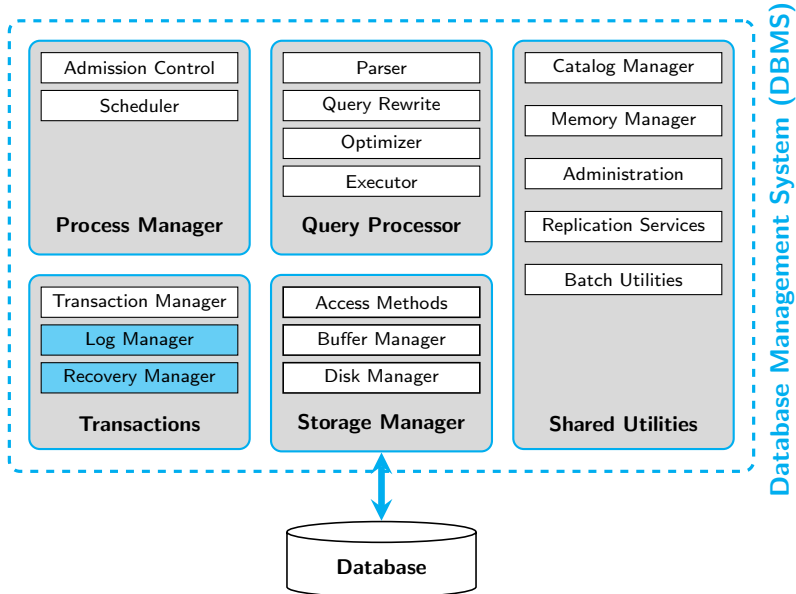 Admission Control
Scheduler
Process Manager
Parser
Query Rewrite
Optimizer
Executor
Query Processor
Catalog Manager
Memory Manager
Administration
Replication Services
Batch Utilities
Shared Utilities
Transaction Manager
Log Manager
Recovery Manager
Transactions
Access Methods
Buffer Manager
Disk Manager
Storage Manager
Database
Database Management System (DBMS)